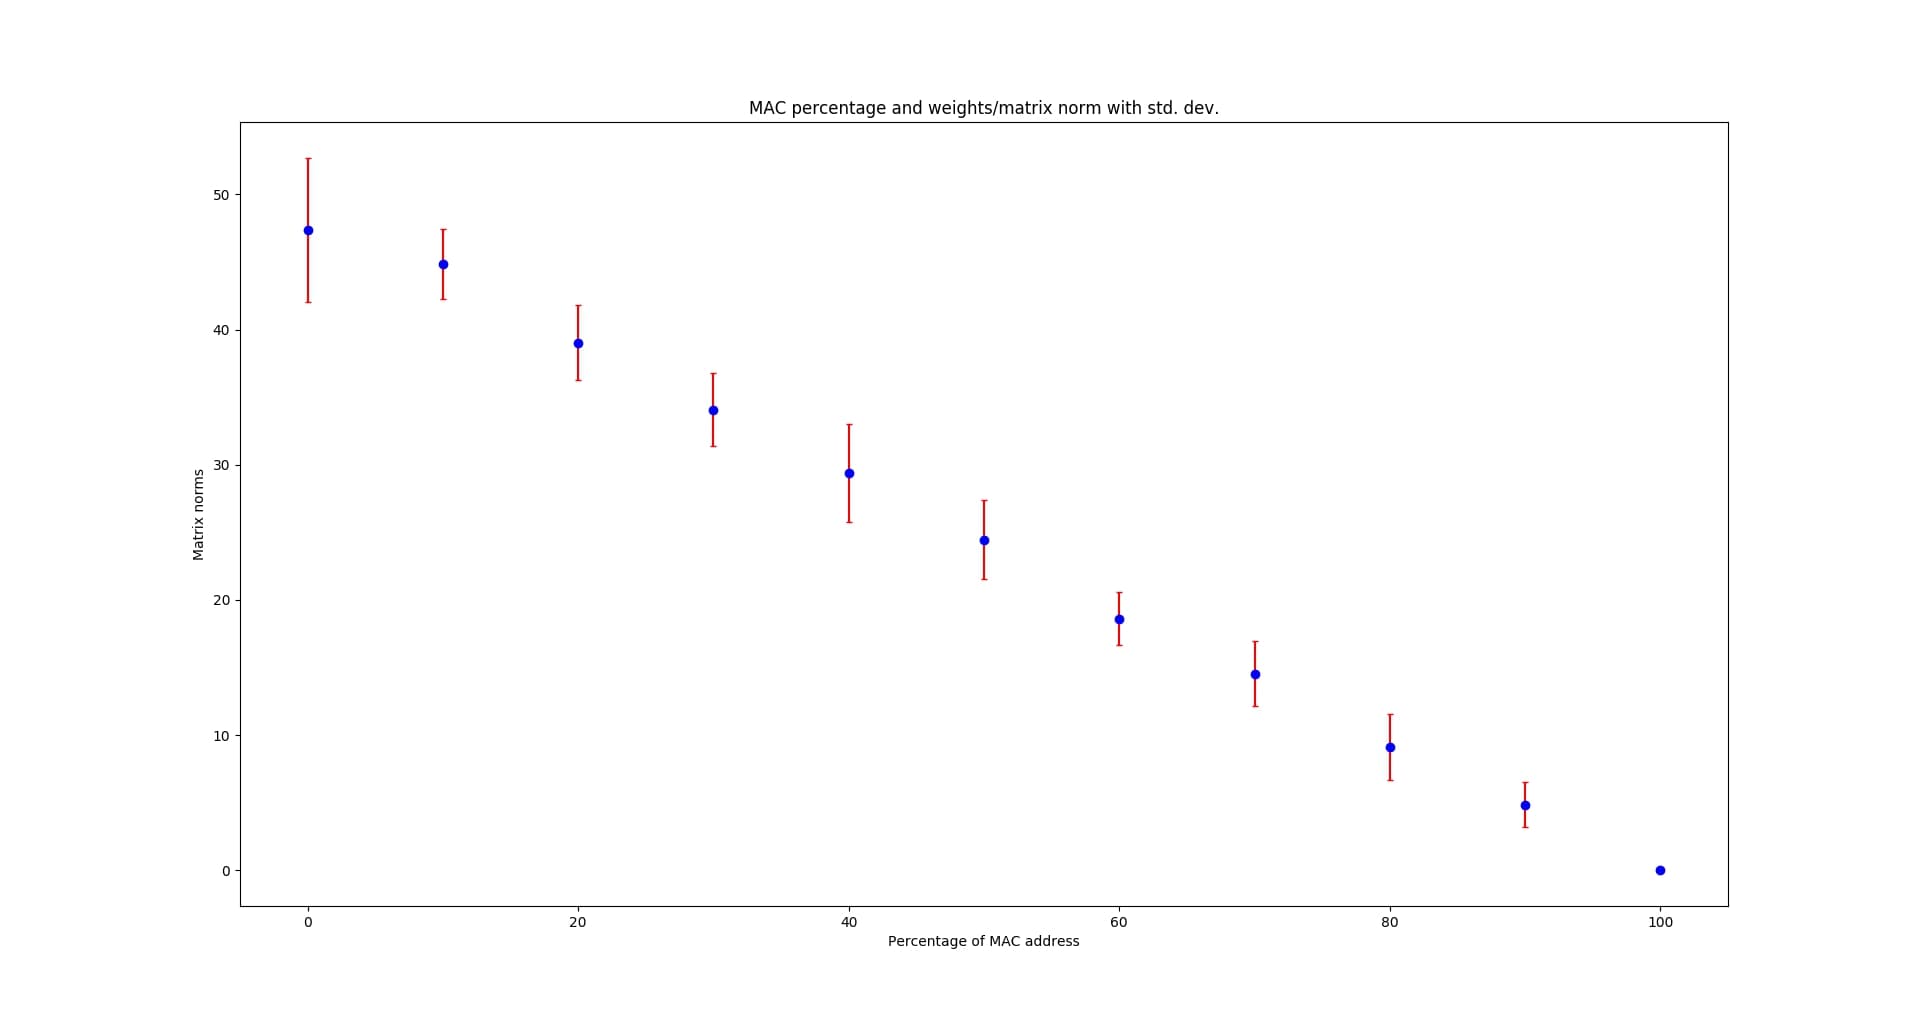 MAC percentage and weights/matrix norm with std. dev.
50
40
30
20
10
0
Matrix norms
0 20 40 60 80 100
Percentage of MAC address